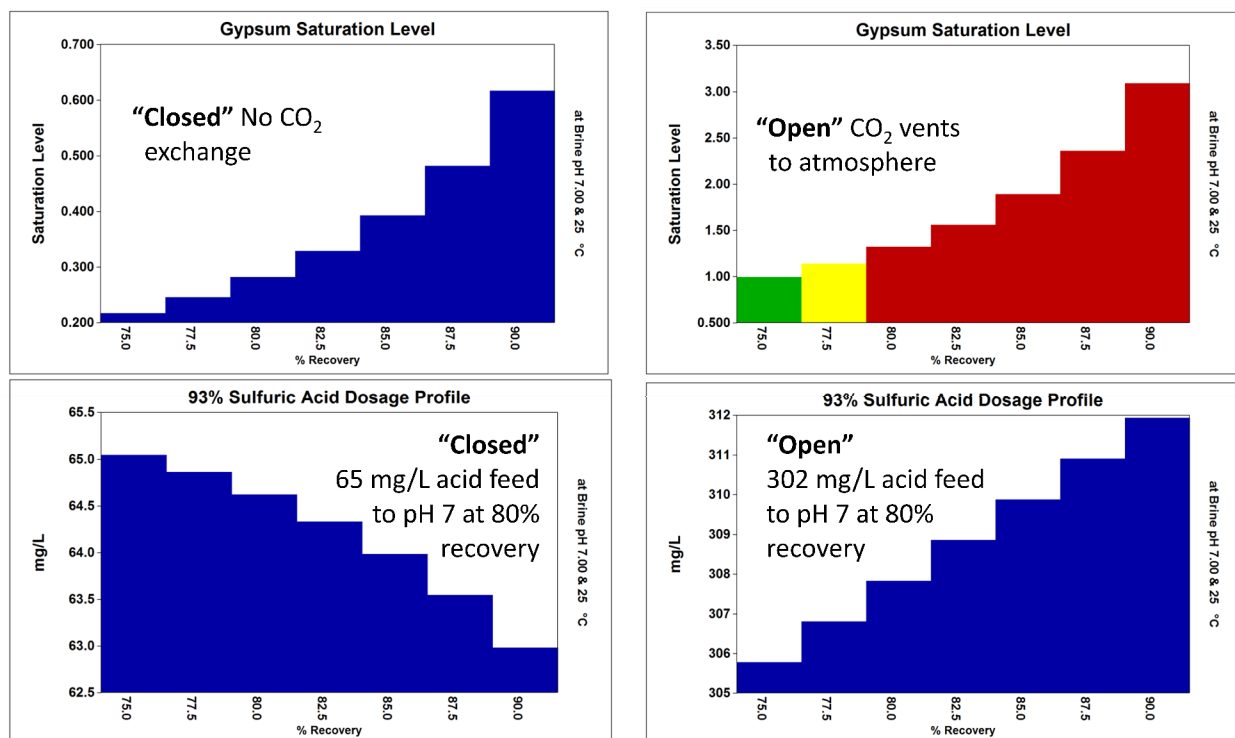 Gypsum Saturation Level
0.700
0.600
0.500
0.400
0.300
0.200
Saturation Level
"Closed" No CO₂
exchange
at Brine pH 7.00 & 25 °C
75.0
77.5
80.0
82.5
85.0
87.5
90.0
% Recovery
Gypsum Saturation Level
3.50
3.00
2.50
2.00
1.50
1.00
0.500
Saturation Level
"Open" CO₂ vents
to atmosphere
at Brine pH 7.00 & 25 °C
75.0
77.5
80.0
82.5
85.0
87.5
90.0
% Recovery
93% Sulfuric Acid Dosage Profile
65.5
65.0
64.5
64.0
63.5
63.0
62.5
mg/L
"Closed"
65 mg/L acid feed
to pH 7 at 80%
recovery
at Brine pH 7.00 & 25 °C
75.0
77.5
80.0
82.5
85.0
87.5
90.0
% Recovery
93% Sulfuric Acid Dosage Profile
312
311
310
309
308
307
306
305
mg/L
"Open"
302 mg/L acid feed
to pH 7 at 80%
recovery
at Brine pH 7.00 & 25 °C
75.0
77.5
80.0
82.5
85.0
87.5
90.0
% Recovery